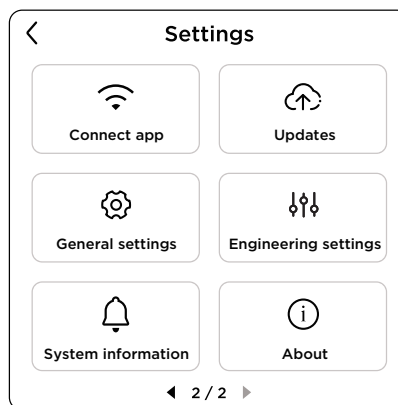 Settings
Connect app
Updates
General settings
Engineering settings
System information
About
2 / 2